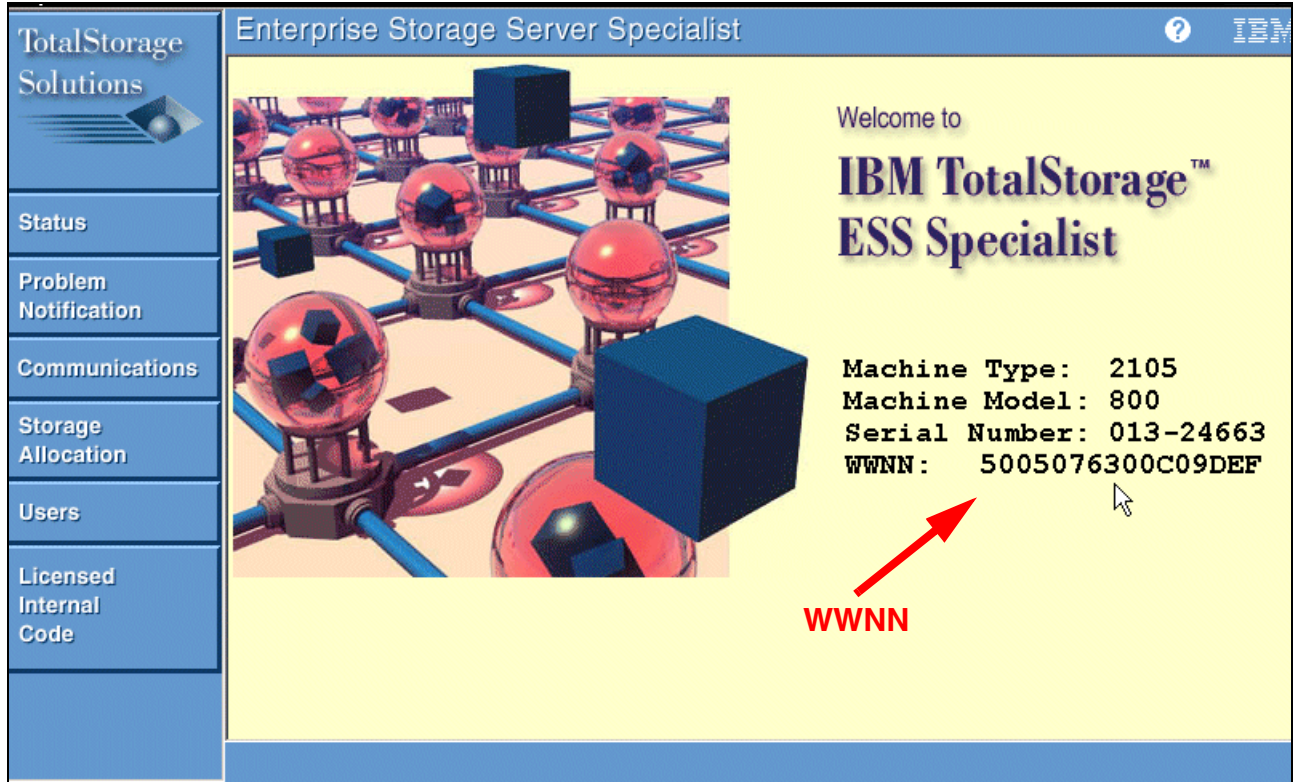 TotalStorage
Solutions
Enterprise Storage Server Specialist
?
IBM
Status
Problem
Notification
Communications
Storage
Allocation
Users
Licensed
Internal
Code
Welcome to
IBM TotalStorage™
ESS Specialist
Machine Type: 2105
Machine Model: 800
Serial Number: 013-24663
WWNN: 5005076300C09DEF
WWNN